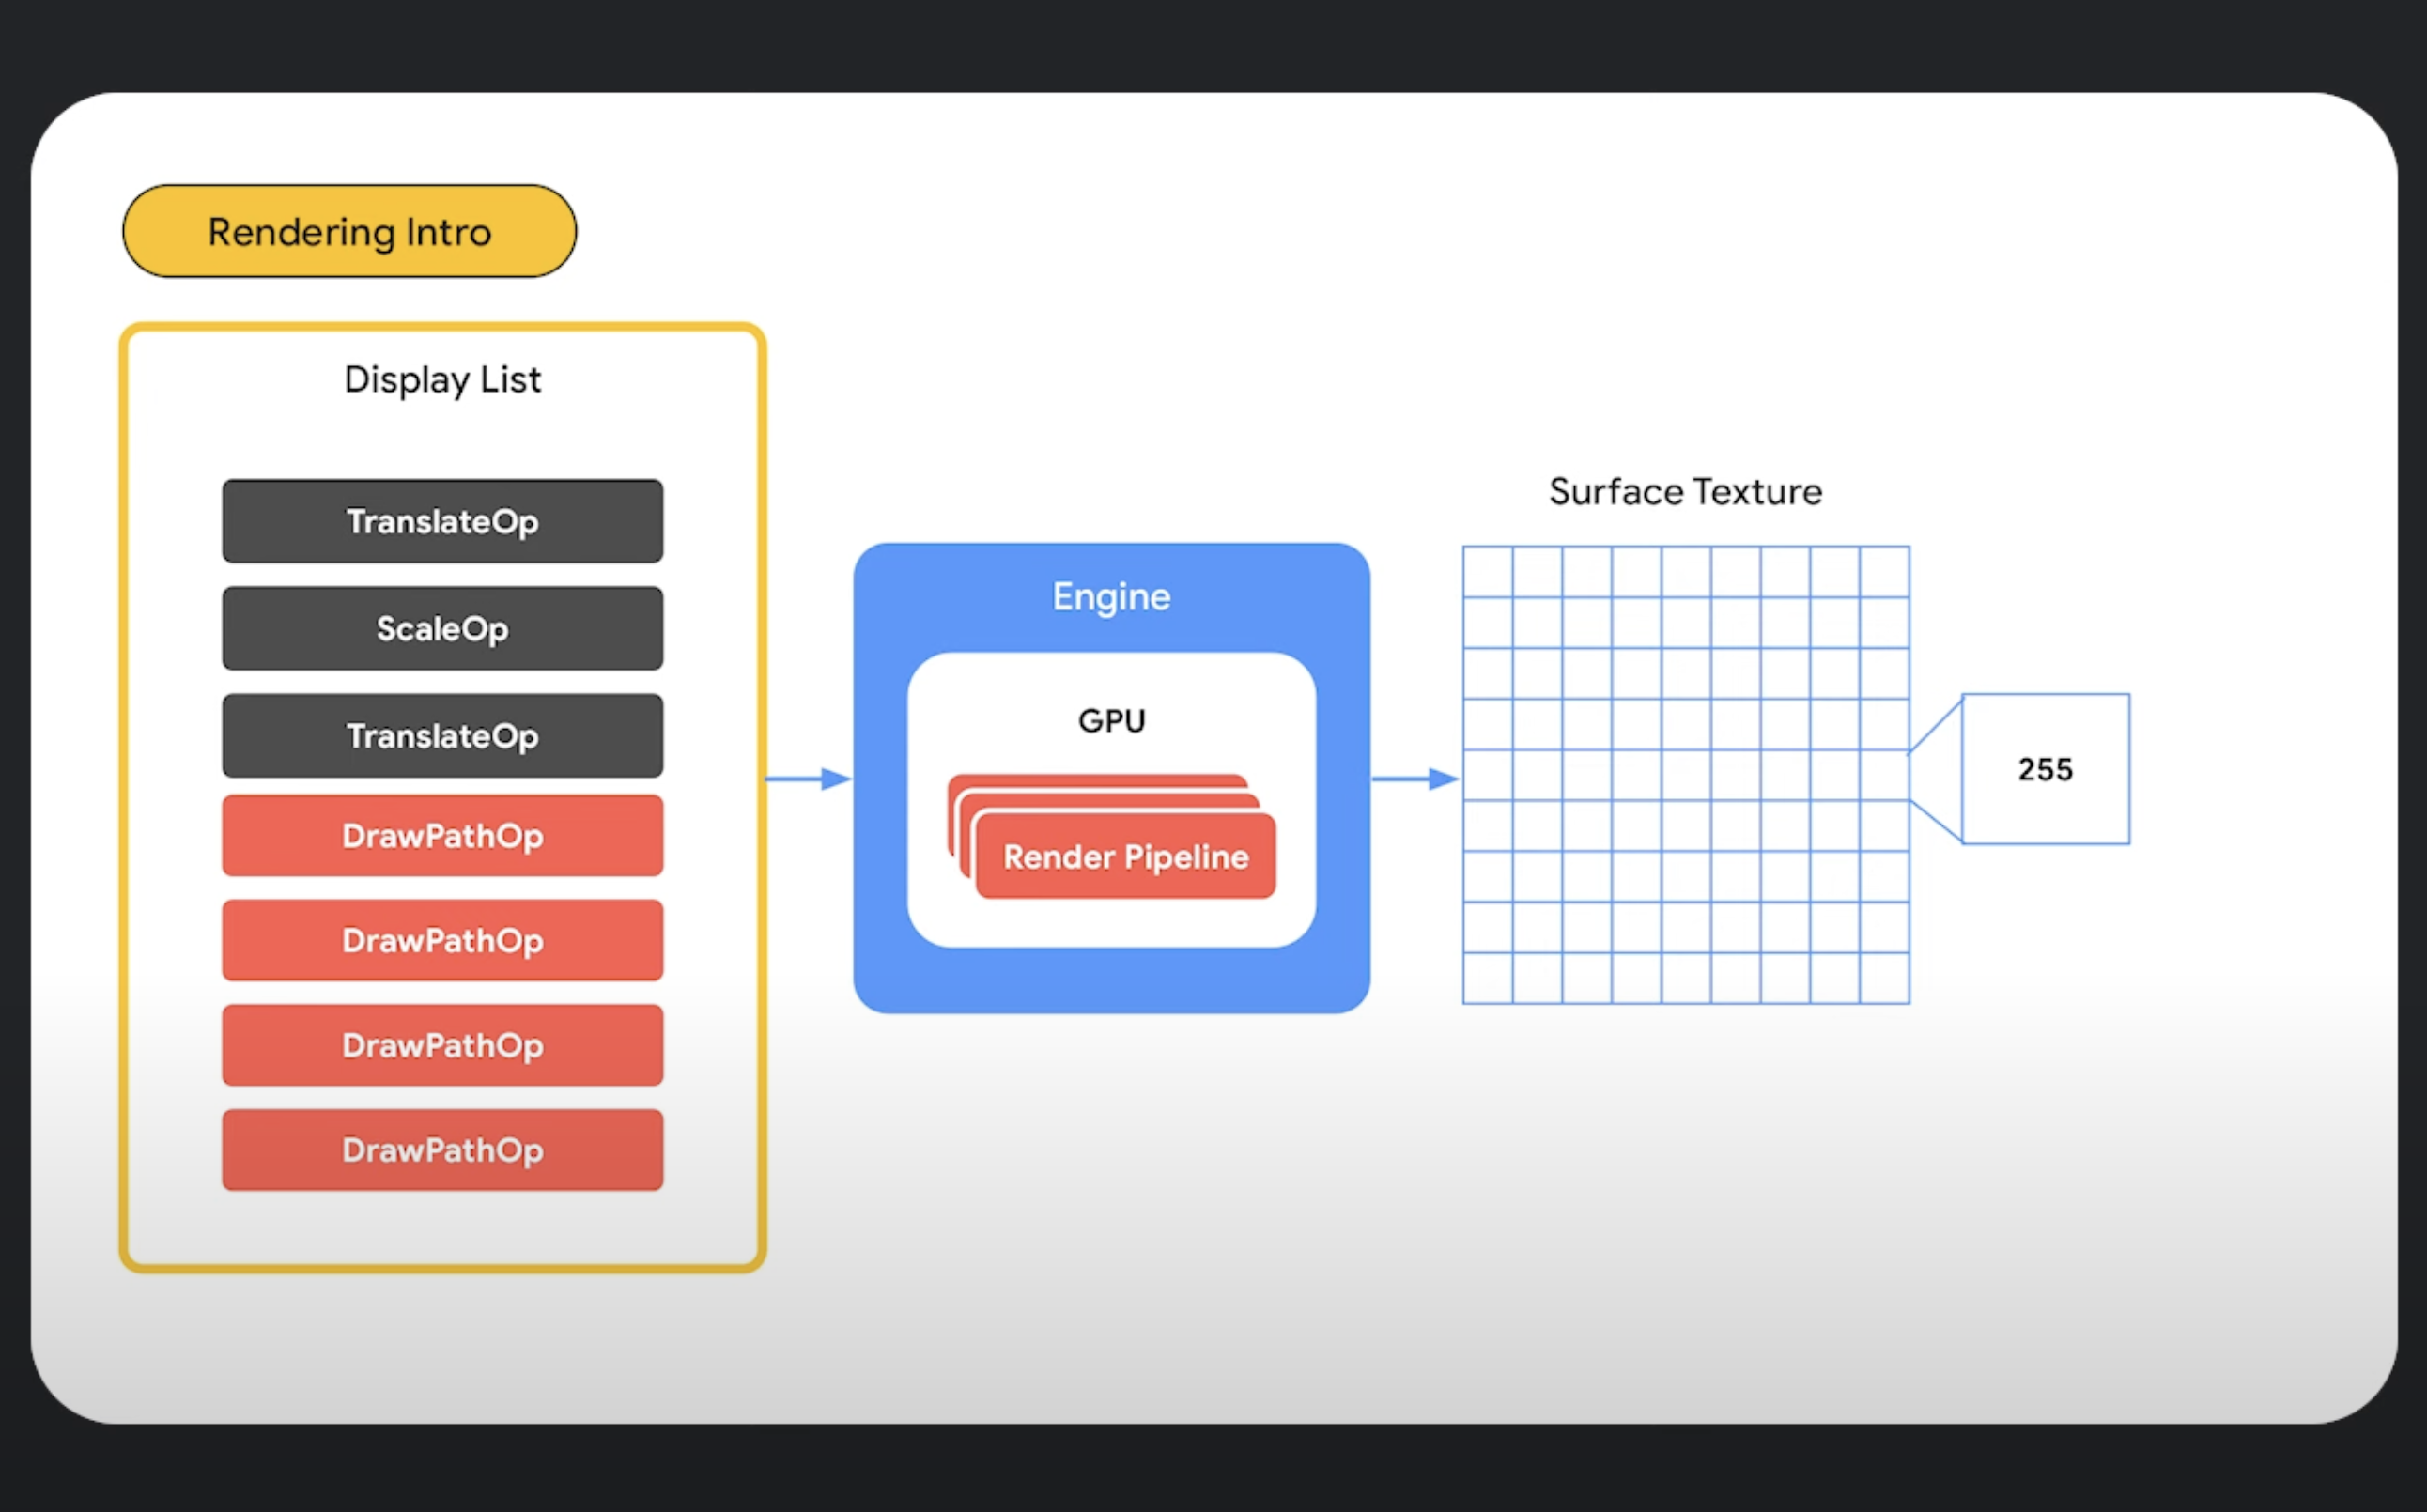 Rendering Intro
Display List
TranslateOp
ScaleOp
TranslateOp
DrawPathOp
DrawPathOp
DrawPathOp
DrawPathOp
Engine
GPU
Render Pipeline
Surface Texture
255